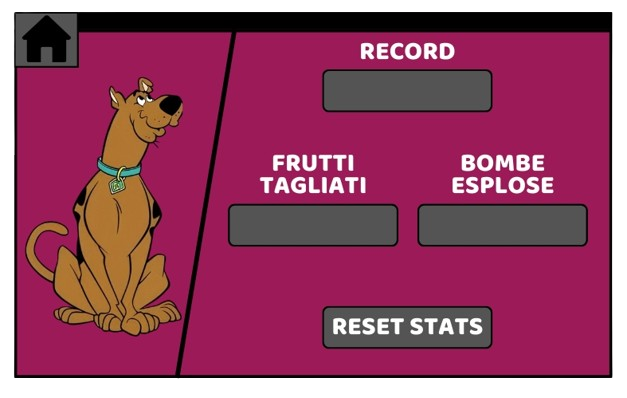 RECORD
FRUTTI
TAGLIATI
BOMBE
ESPLOSE
RESET STATS